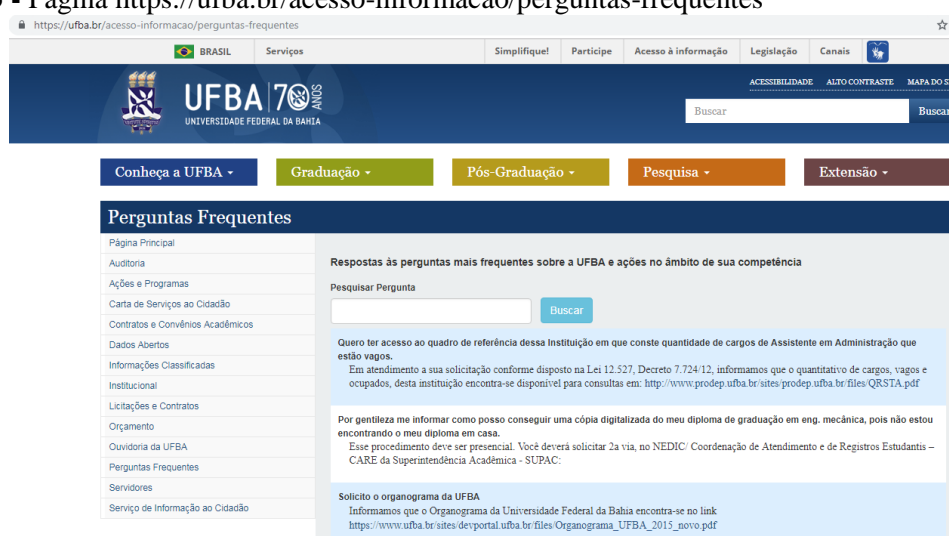 - Página https://ufba.br/acesso-informacao/perguntas-frequentes
https://ufba.br/acesso-informacao/perguntas-frequentes
BRASIL Serviços Simplifique! Participe Acesso à informação Legislação Canais
ACESSIBILIDADE ALTO CONTRASTE MAPA DO S
UFBA 70 ANOS
UNIVERSIDADE FEDERAL DA BAHIA
Buscar Buscar
Conheça a UFBA Graduação Pós-Graduação Pesquisa Extensão
Perguntas Frequentes
Página Principal
Auditoria
Ações e Programas
Carta de Serviços ao Cidadão
Contratos e Convênios Acadêmicos
Dados Abertos
Informações Classificadas
Institucional
Licitações e Contratos
Orçamento
Ouvidoria da UFBA
Perguntas Frequentes
Servidores
Serviço de Informação ao Cidadão
Respostas às perguntas mais frequentes sobre a UFBA e ações no âmbito de sua competência
Pesquisar Pergunta
Buscar
Quero ter acesso ao quadro de referência dessa Instituição em que conste quantidade de cargos de Assistente em Administração que
estão vagos.
Em atendimento a sua solicitação conforme disposto na Lei 12.527, Decreto 7.724/12, informamos que o quantitativo de cargos, vagos e
ocupados, desta instituição encontra-se disponível para consultas em: http://www.prodep.ufba.br/sites/prodep.ufba.br/files/QRSTA.pdf
Por gentileza me informar como posso conseguir uma cópia digitalizada do meu diploma de graduação em eng. mecânica, pois não estou
encontrando o meu diploma em casa.
Esse procedimento deve ser presencial. Você deverá solicitar 2a via, no NEDIC/ Coordenação de Atendimento e de Registros Estudantis –
CARE da Superintendência Acadêmica - SUPAC:
Solicito o organograma da UFBA
Informamos que o Organograma da Universidade Federal da Bahia encontra-se no link
https://www.ufba.br/sites/devportal.ufba.br/files/Organograma_UFBA_2015_novo.pdf